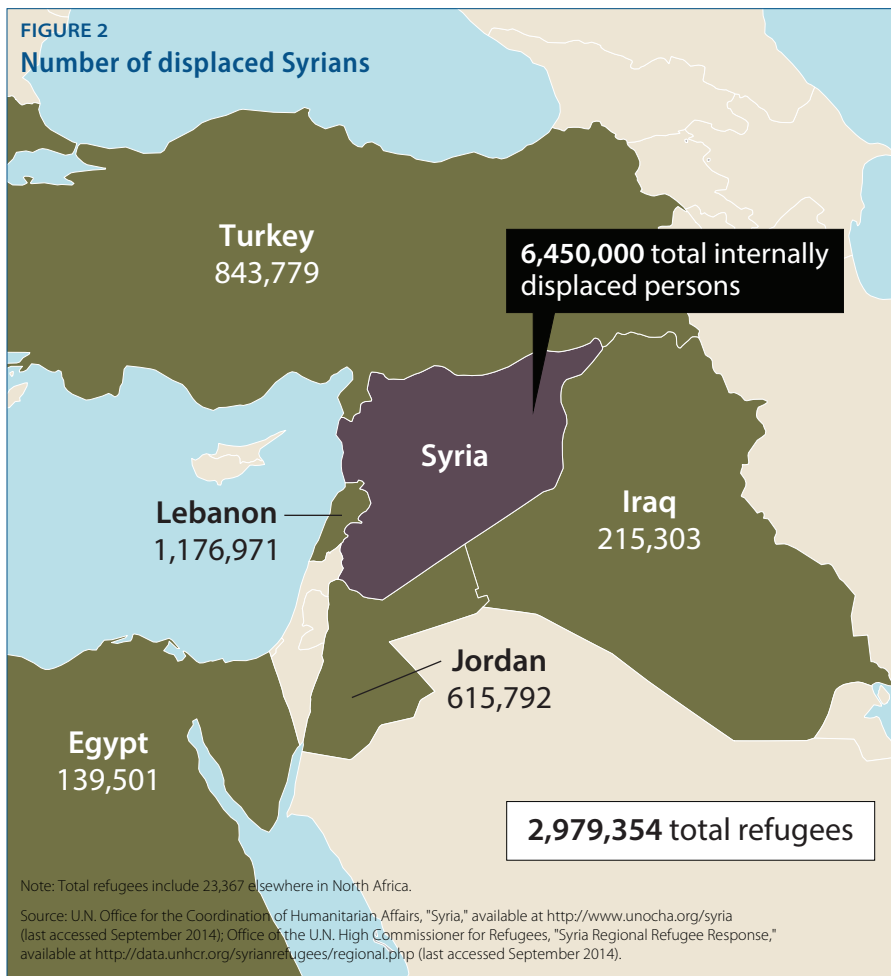 FIGURE 2
Number of displaced Syrians
Turkey
843,779
6,450,000 total internally
displaced persons
Syria
Lebanon
1,176,971
Iraq
215,303
Jordan
615,792
Egypt
139,501
2,979,354 total refugees
Note: Total refugees include 23,367 elsewhere in North Africa.
Source: U.N. Office for the Coordination of Humanitarian Affairs, "Syria," available at http://www.unocha.org/syria
(last accessed September 2014); Office of the U.N. High Commissioner for Refugees, "Syria Regional Refugee Response,"
available at http://data.unhcr.org/syrianrefugees/regional.php (last accessed September 2014).